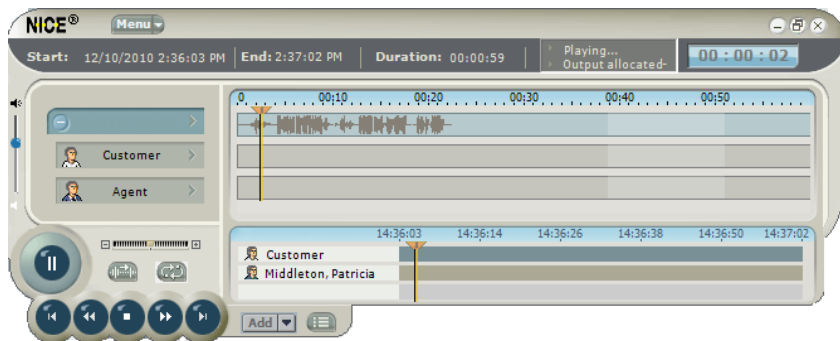 NICE® Menu
Start: 12/10/2010 2:36:03 PM End: 2:37:02 PM Duration: 00:00:59 Playing... 00:00:02
Output allocated-
0 00:10 00:20 00:30 00:40 00:50
Customer
Agent
14:36:03 14:36:14 14:36:26 14:36:38 14:36:50 14:37:02
Customer
Middleton, Patricia
Add